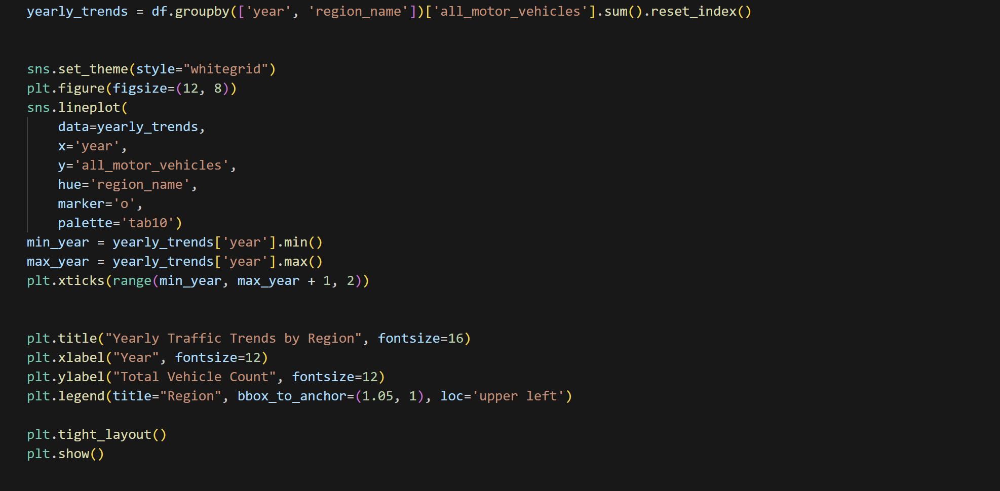 yearly_trends = df.groupby(['year', 'region_name'])['all_motor_vehicles'].sum().reset_index()
sns.set_theme(style="whitegrid")
plt.figure(figsize=(12, 8))
sns.lineplot(
    data=yearly_trends,
    x='year',
    y='all_motor_vehicles',
    hue='region_name',
    marker='o',
    palette='tab10')
min_year = yearly_trends['year'].min()
max_year = yearly_trends['year'].max()
plt.xticks(range(min_year, max_year + 1, 2))
plt.title("Yearly Traffic Trends by Region", fontsize=16)
plt.xlabel("Year", fontsize=12)
plt.ylabel("Total Vehicle Count", fontsize=12)
plt.legend(title="Region", bbox_to_anchor=(1.05, 1), loc='upper left')
plt.tight_layout()
plt.show()